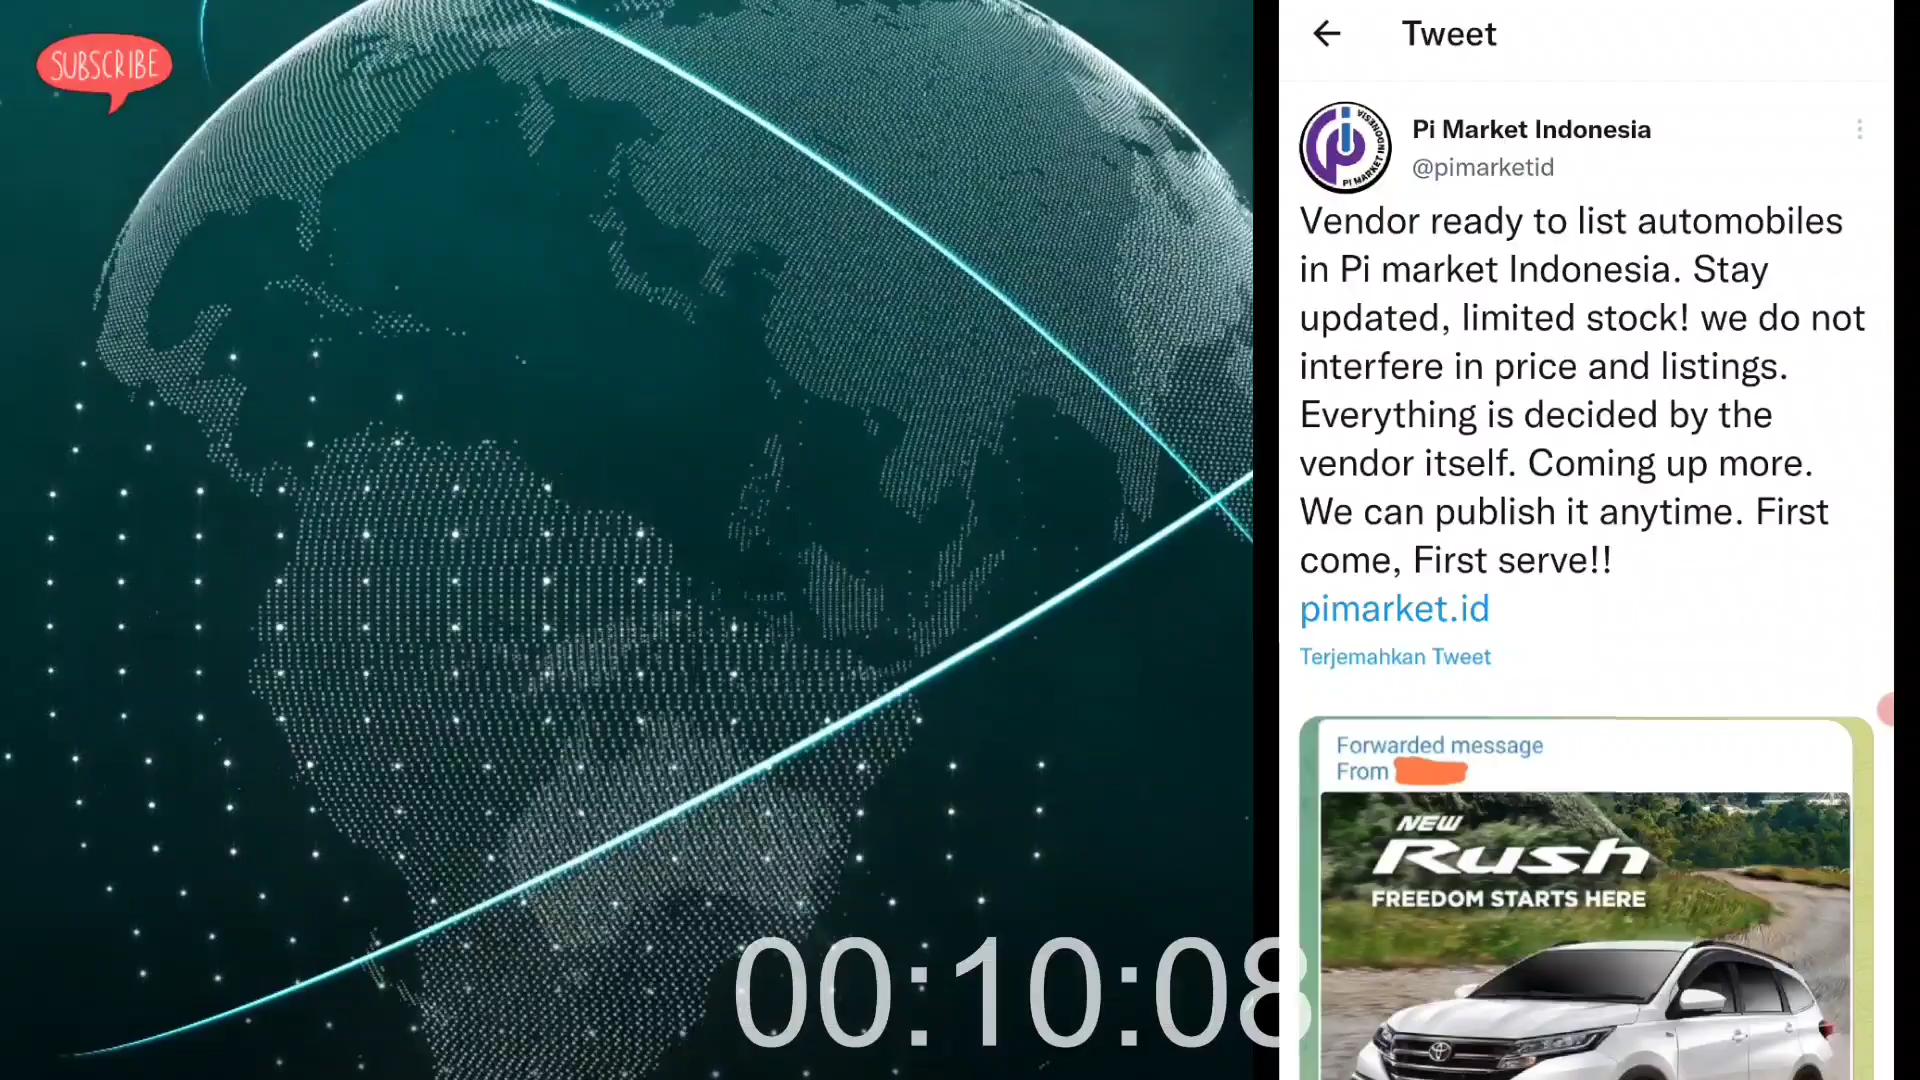 SUBSCRIBE
Tweet
PI MARKET INDONESIA
Pi Market Indonesia
@pimarketid
Vendor ready to list automobiles
in Pi market Indonesia. Stay
updated, limited stock! we do not
interfere in price and listings.
Everything is decided by the
vendor itself. Coming up more.
We can publish it anytime. First
come, First serve!!
pimarket.id
Terjemahkan Tweet
Forwarded message
From
NEW
Rush
FREEDOM STARTS HERE
00:10:08